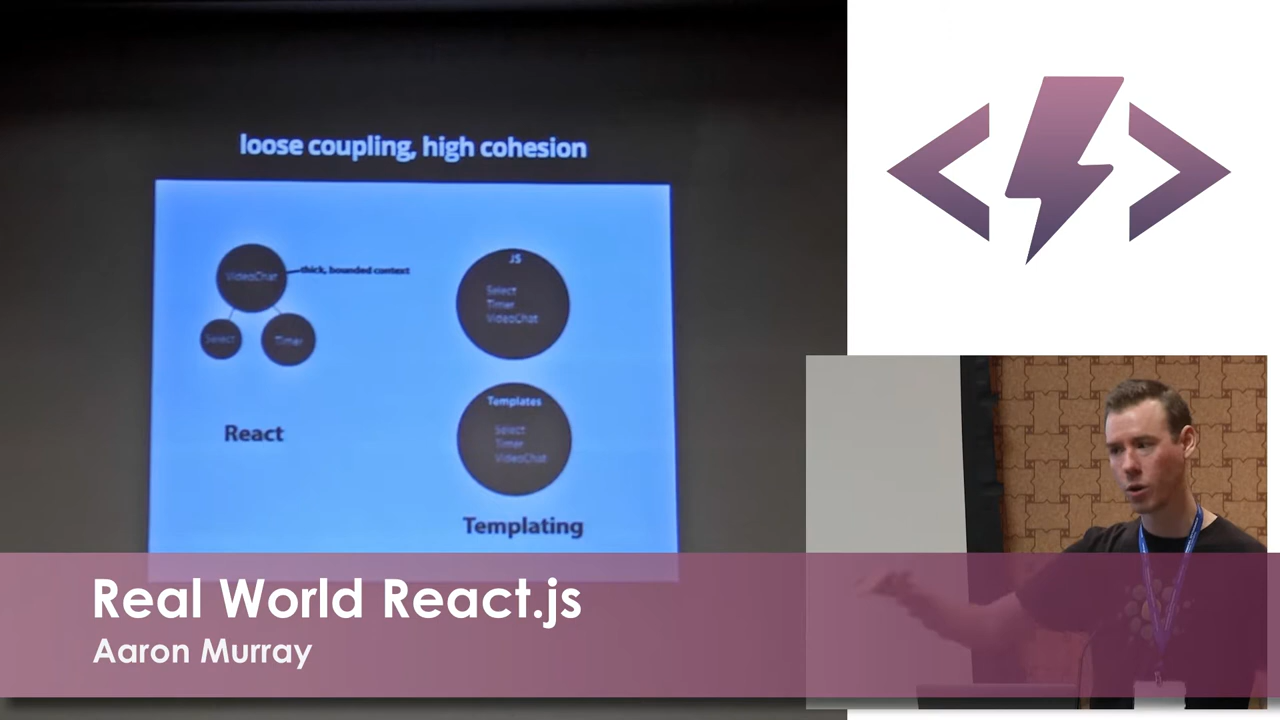 loose coupling, high cohesion
VideoChat
thick, bounded context
Select
Timer
React
JS
Select
Timer
VideoChat
Templates
Select
Timer
VideoChat
Templating
Real World React.js
Aaron Murray